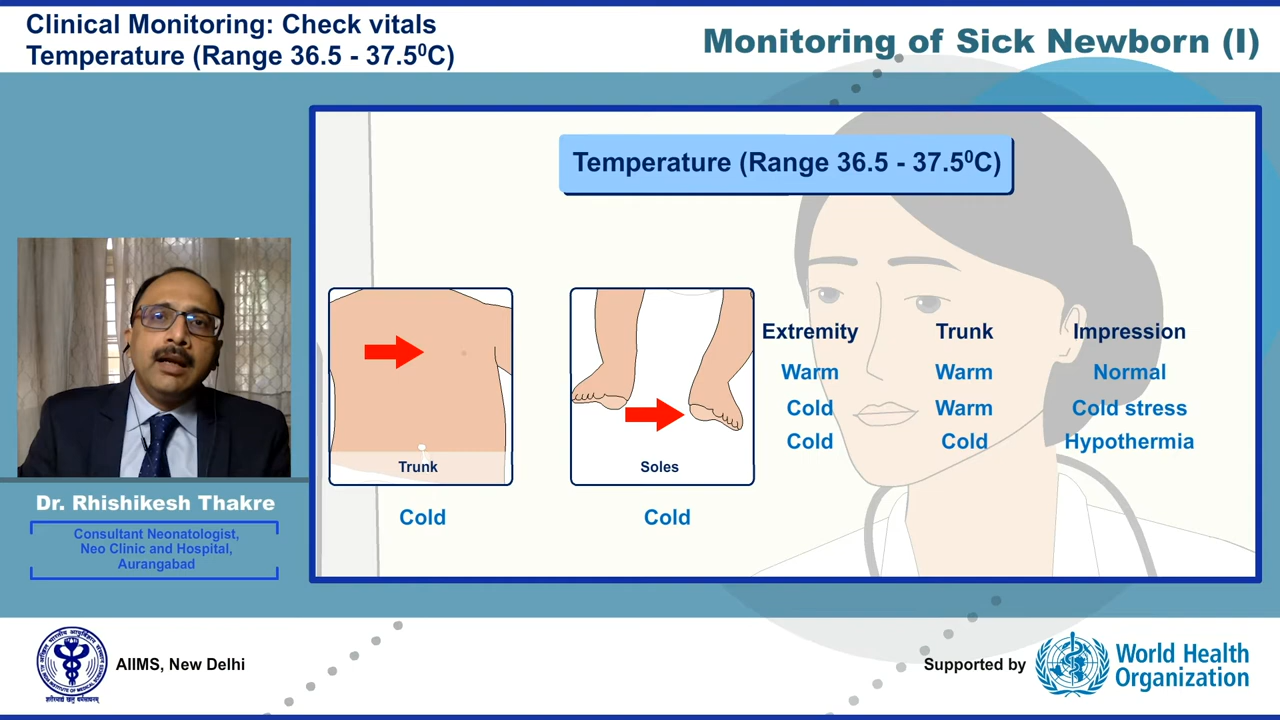 Clinical Monitoring: Check vitals
Temperature (Range 36.5 - 37.5⁰C)
Monitoring of Sick Newborn (I)
Temperature (Range 36.5 - 37.5⁰C)
Trunk
Cold
Soles
Cold
Extremity Trunk Impression
Warm Warm Normal
Cold Warm Cold stress
Cold Cold Hypothermia
Dr. Rhishikesh Thakre
Consultant Neonatologist,
Neo Clinic and Hospital,
Aurangabad
AIIMS, New Delhi
Supported by
World Health
Organization